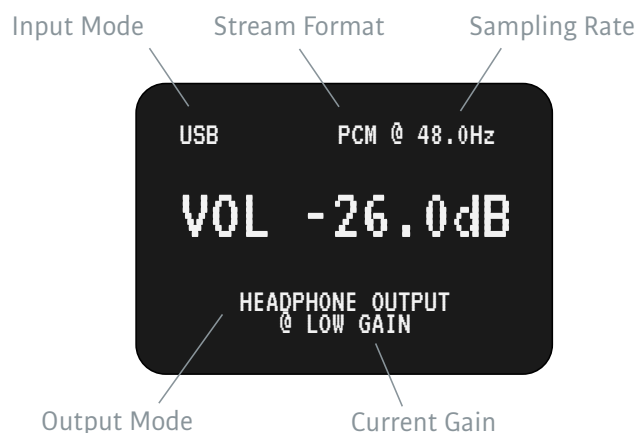 Input Mode Stream Format Sampling Rate
USB PCM @ 48.0Hz
VOL -26.0dB
HEADPHONE OUTPUT
@ LOW GAIN
Output Mode Current Gain